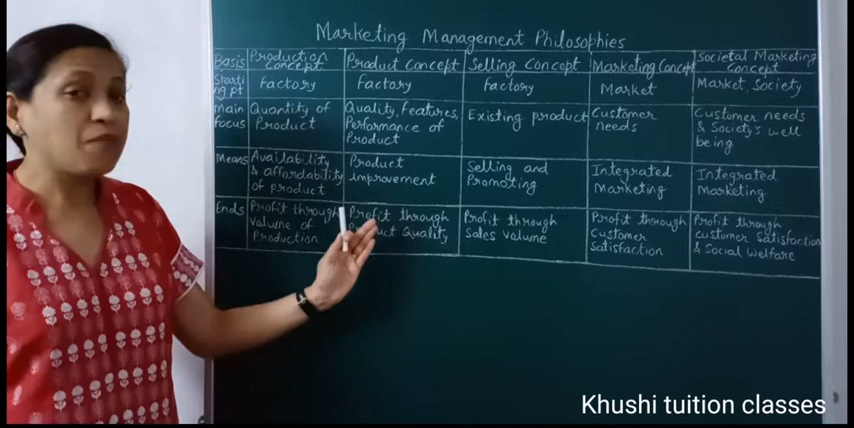 Marketing Management Philosophies
Basis
Production
Concept
Product Concept
Selling Concept
Marketing Concept
Societal Marketing
Concept
Starti
ng pt
Factory
Factory
Factory
Market
Market, Society
Main
Focus
Quantity of
Product
Quality, Features,
Performance of
Product
Existing product
Customer
needs
Customer needs
& Society's well
being
Means
Availability
& affordability
of product
Product
improvement
Selling and
Promoting
Integrated
Marketing
Integrated
Marketing
Ends
Profit through
Volume of
Production
Profit through
Quality
Profit through
Sales Volume
Profit through
Customer
Satisfaction
Profit through
customer satisfaction
& Social Welfare
Khushi tuition classes